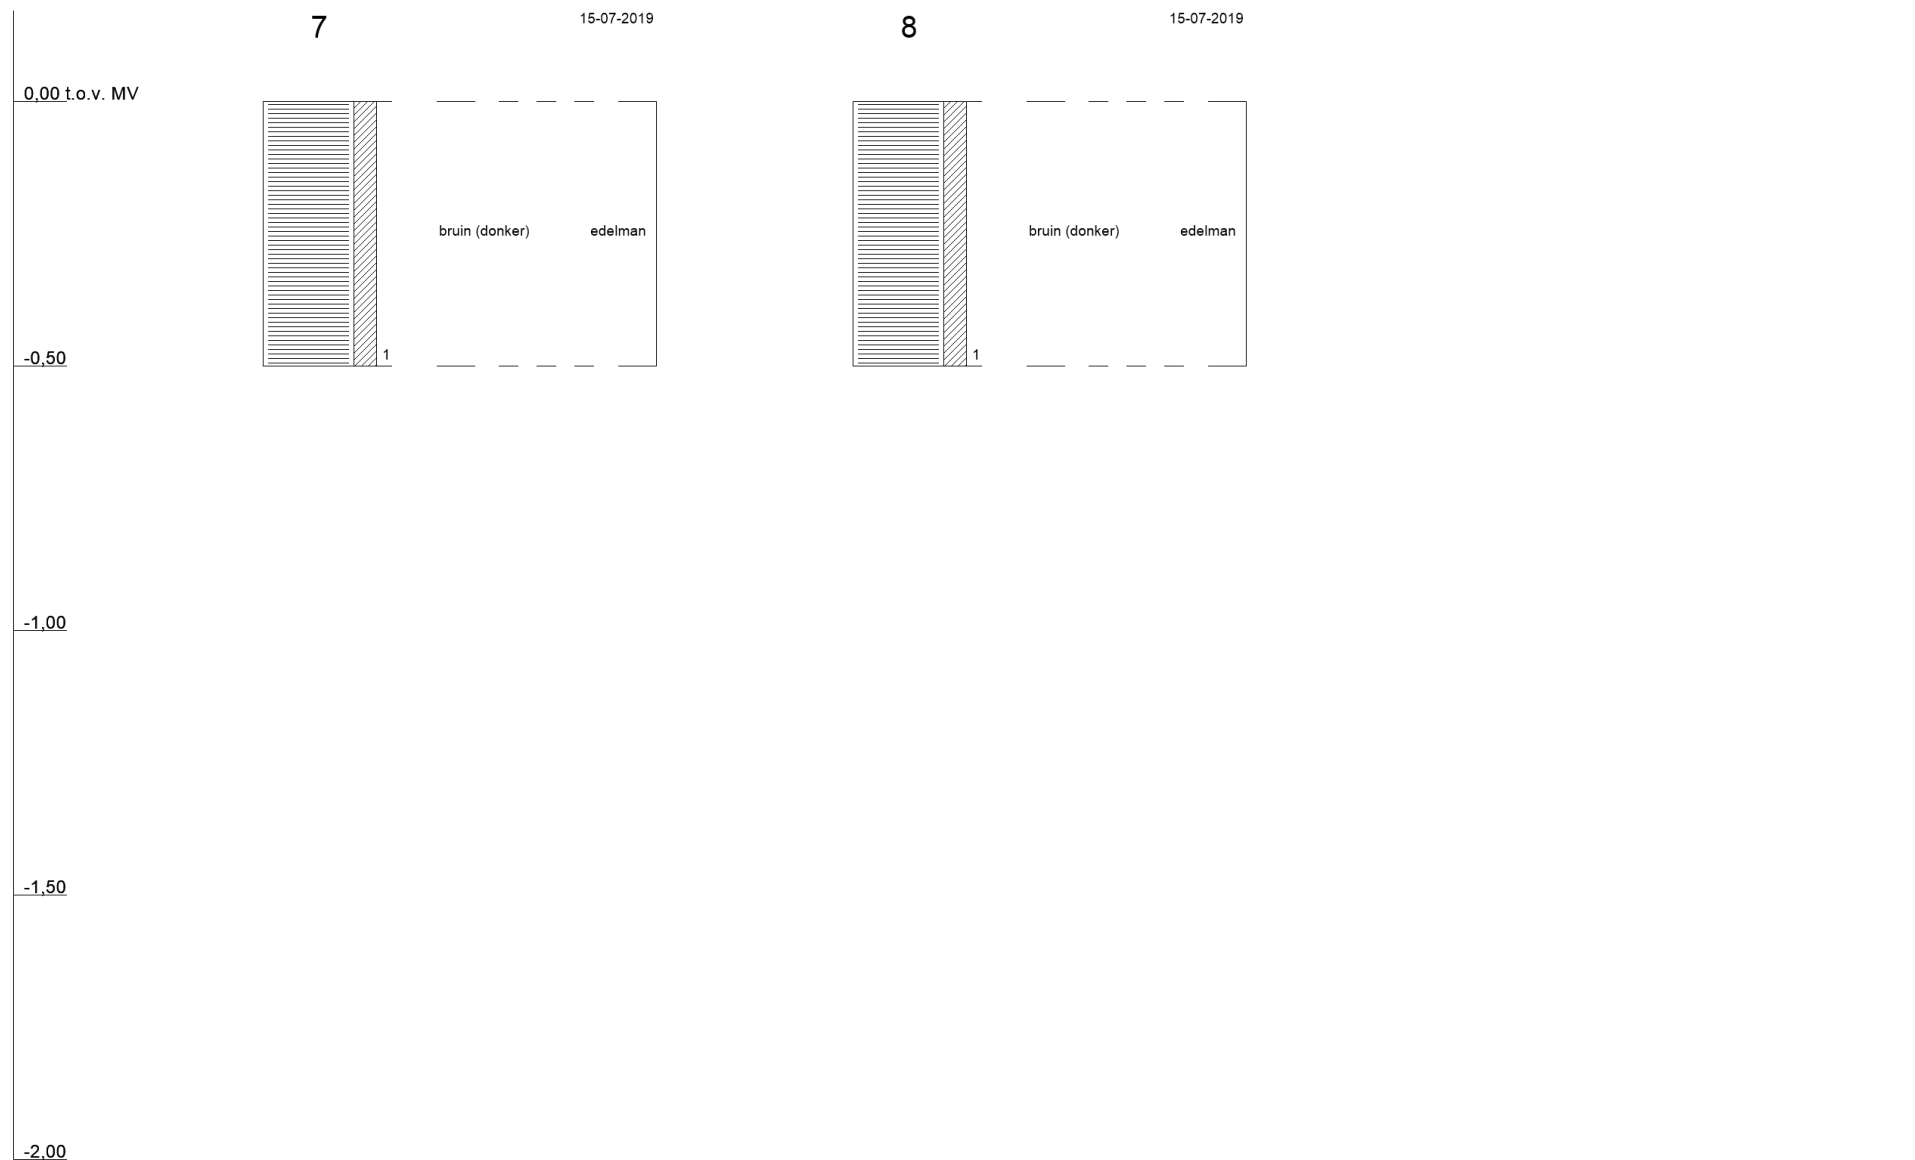 7
15-07-2019
8
15-07-2019
0,00 t.o.v. MV
bruin (donker)
edelman
bruin (donker)
edelman
1
1
-0,50
-1,00
-1,50
-2,00